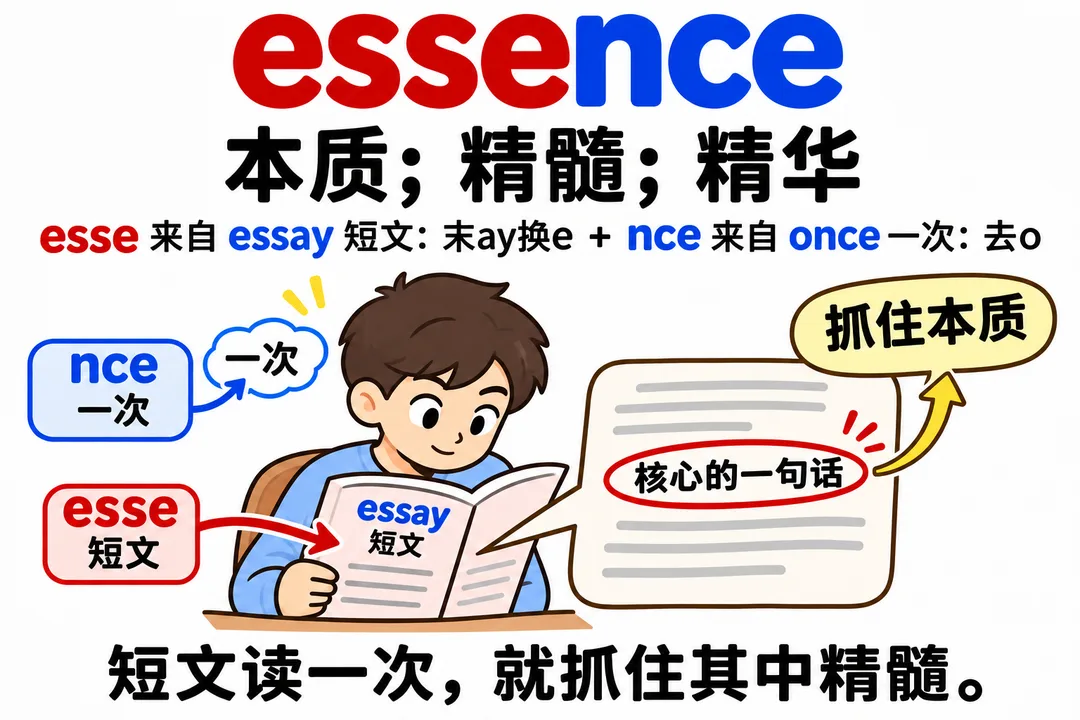 essence
本质；精髓；精华
esse 来自 essay 短文：末ay换e + nce 来自 once 一次：去o
nce
一次
一次
esse
短文
essay
短文
核心的一句话
抓住本质
短文读一次，就抓住其中精髓。